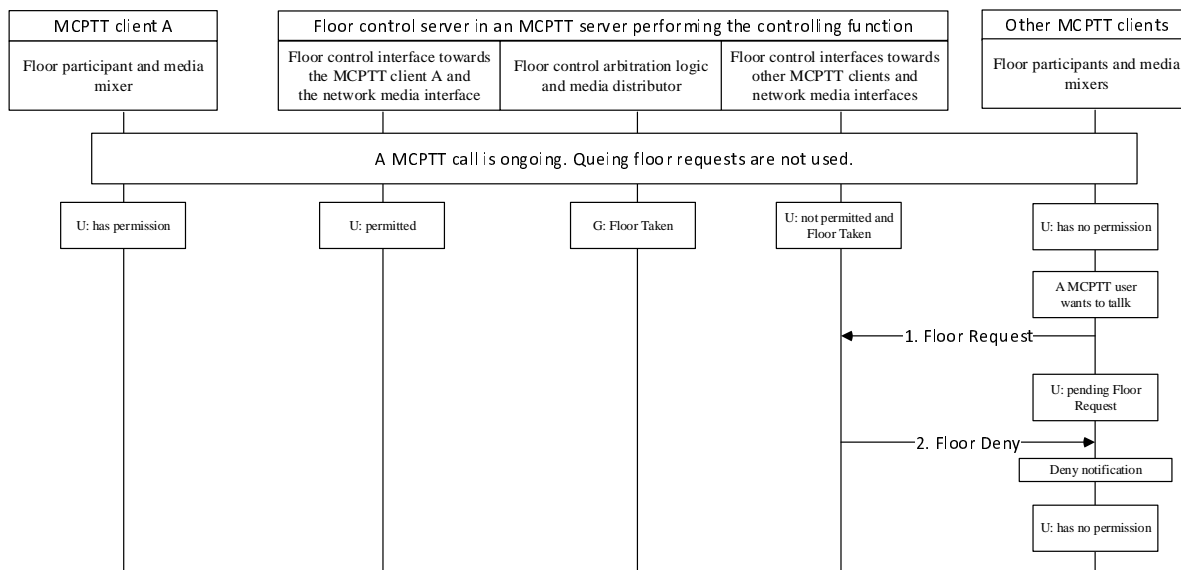 MCPTT client A
Floor control server in an MCPTT server performing the controlling function
Other MCPTT clients
Floor participant and media
mixer
Floor control interface towards
the MCPTT client A and
the network media interface
Floor control arbitration logic
and media distributor
Floor control interfaces towards
other MCPTT clients and
network media interfaces
Floor participants and media
mixers
A MCPTT call is ongoing. Queing floor requests are not used.
U: has permission
U: permitted
G: Floor Taken
U: not permitted and
Floor Taken
U: has no permission
A MCPTT user
wants to tallk
1. Floor Request
U: pending Floor
Request
2. Floor Deny
Deny notification
U: has no permission